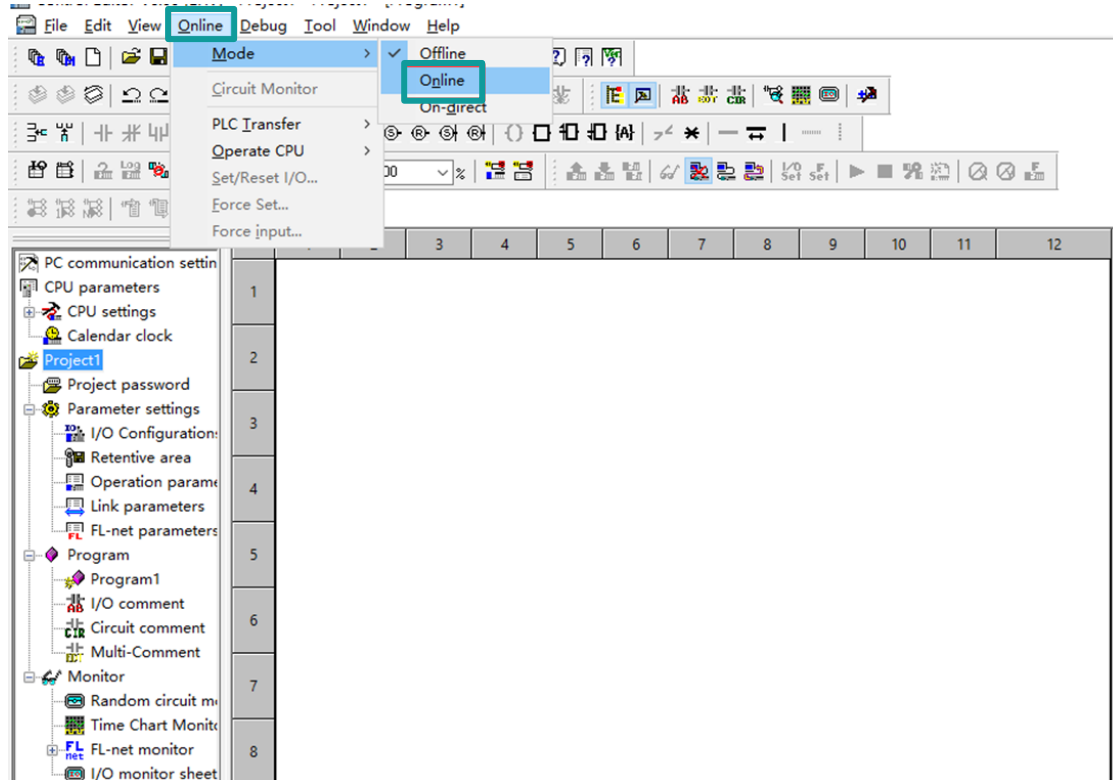 File Edit View Online Debug Tool Window Help
Mode
Offline
Online
On-direct
Circuit Monitor
PLC Transfer
Operate CPU
Set/Reset I/O...
Force Set...
Force input...
00 %
I/O Set F Set
3 4 5 6 7 8 9 10 11 12
PC communication settin
CPU parameters
CPU settings
Calendar clock
Project1
Project password
Parameter settings
I/O Configuration
Retentive area
Operation parame
Link parameters
FL-net parameters
Program
Program1
I/O comment
Circuit comment
Multi-Comment
Monitor
Random circuit m
Time Chart Monit
FL-net monitor
I/O monitor sheet
1
2
3
4
5
6
7
8